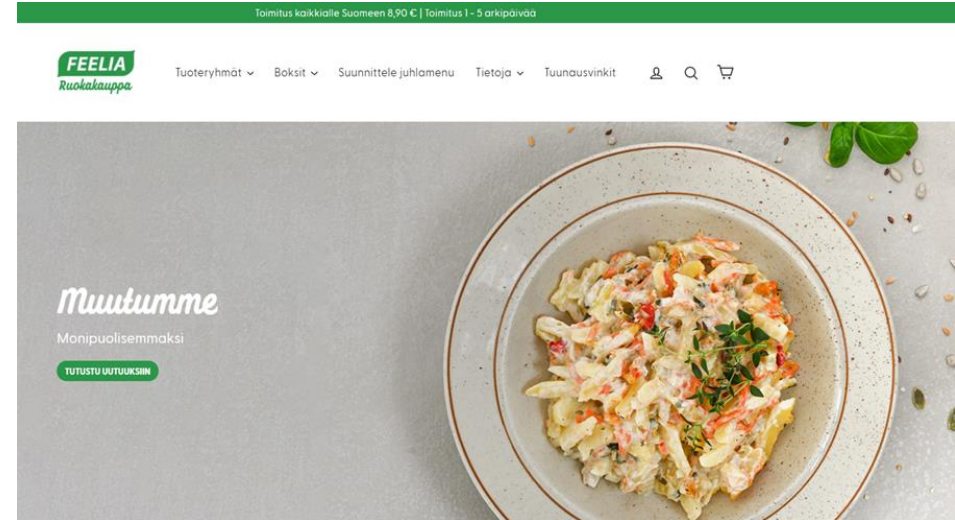 Toimitus kaikkialle Suomeen 8,90 € | Toimitus 1 - 5 arkipäivää
FEELIA
Ruokakauppa
Tuoteryhmät
Boksit
Suunnittele juhlamenu
Tietoja
Tuunausvinkit
Muutumme
Monipuolisemmaksi
TUTUSTU UUTUUKSIIN